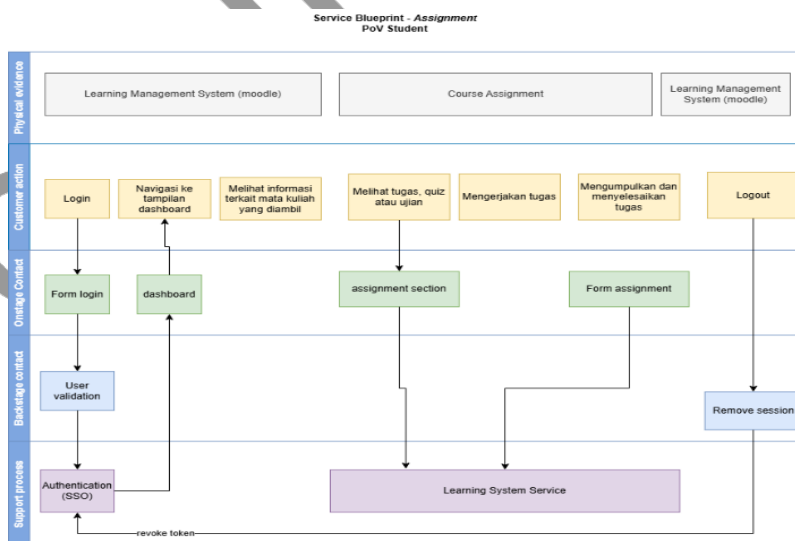 Service Blueprint - Assignment
PoV Student
Physical evidence
Learning Management System (moodle)
Course Assignment
Learning Management
System (moodle)
Customer action
Login
Navigasi ke
tampilan
dashboard
Melihat informasi
terkait mata kuliah
yang diambil
Melihat tugas, quiz
atau ujian
Mengerjakan tugas
Mengumpulkan dan
menyelesaikan
tugas
Logout
Onstage Contact
Form login
dashboard
assignment section
Form assignment
Backstage contact
User
validation
Remove session
Support process
Authentication
(SSO)
Learning System Service
revoke token